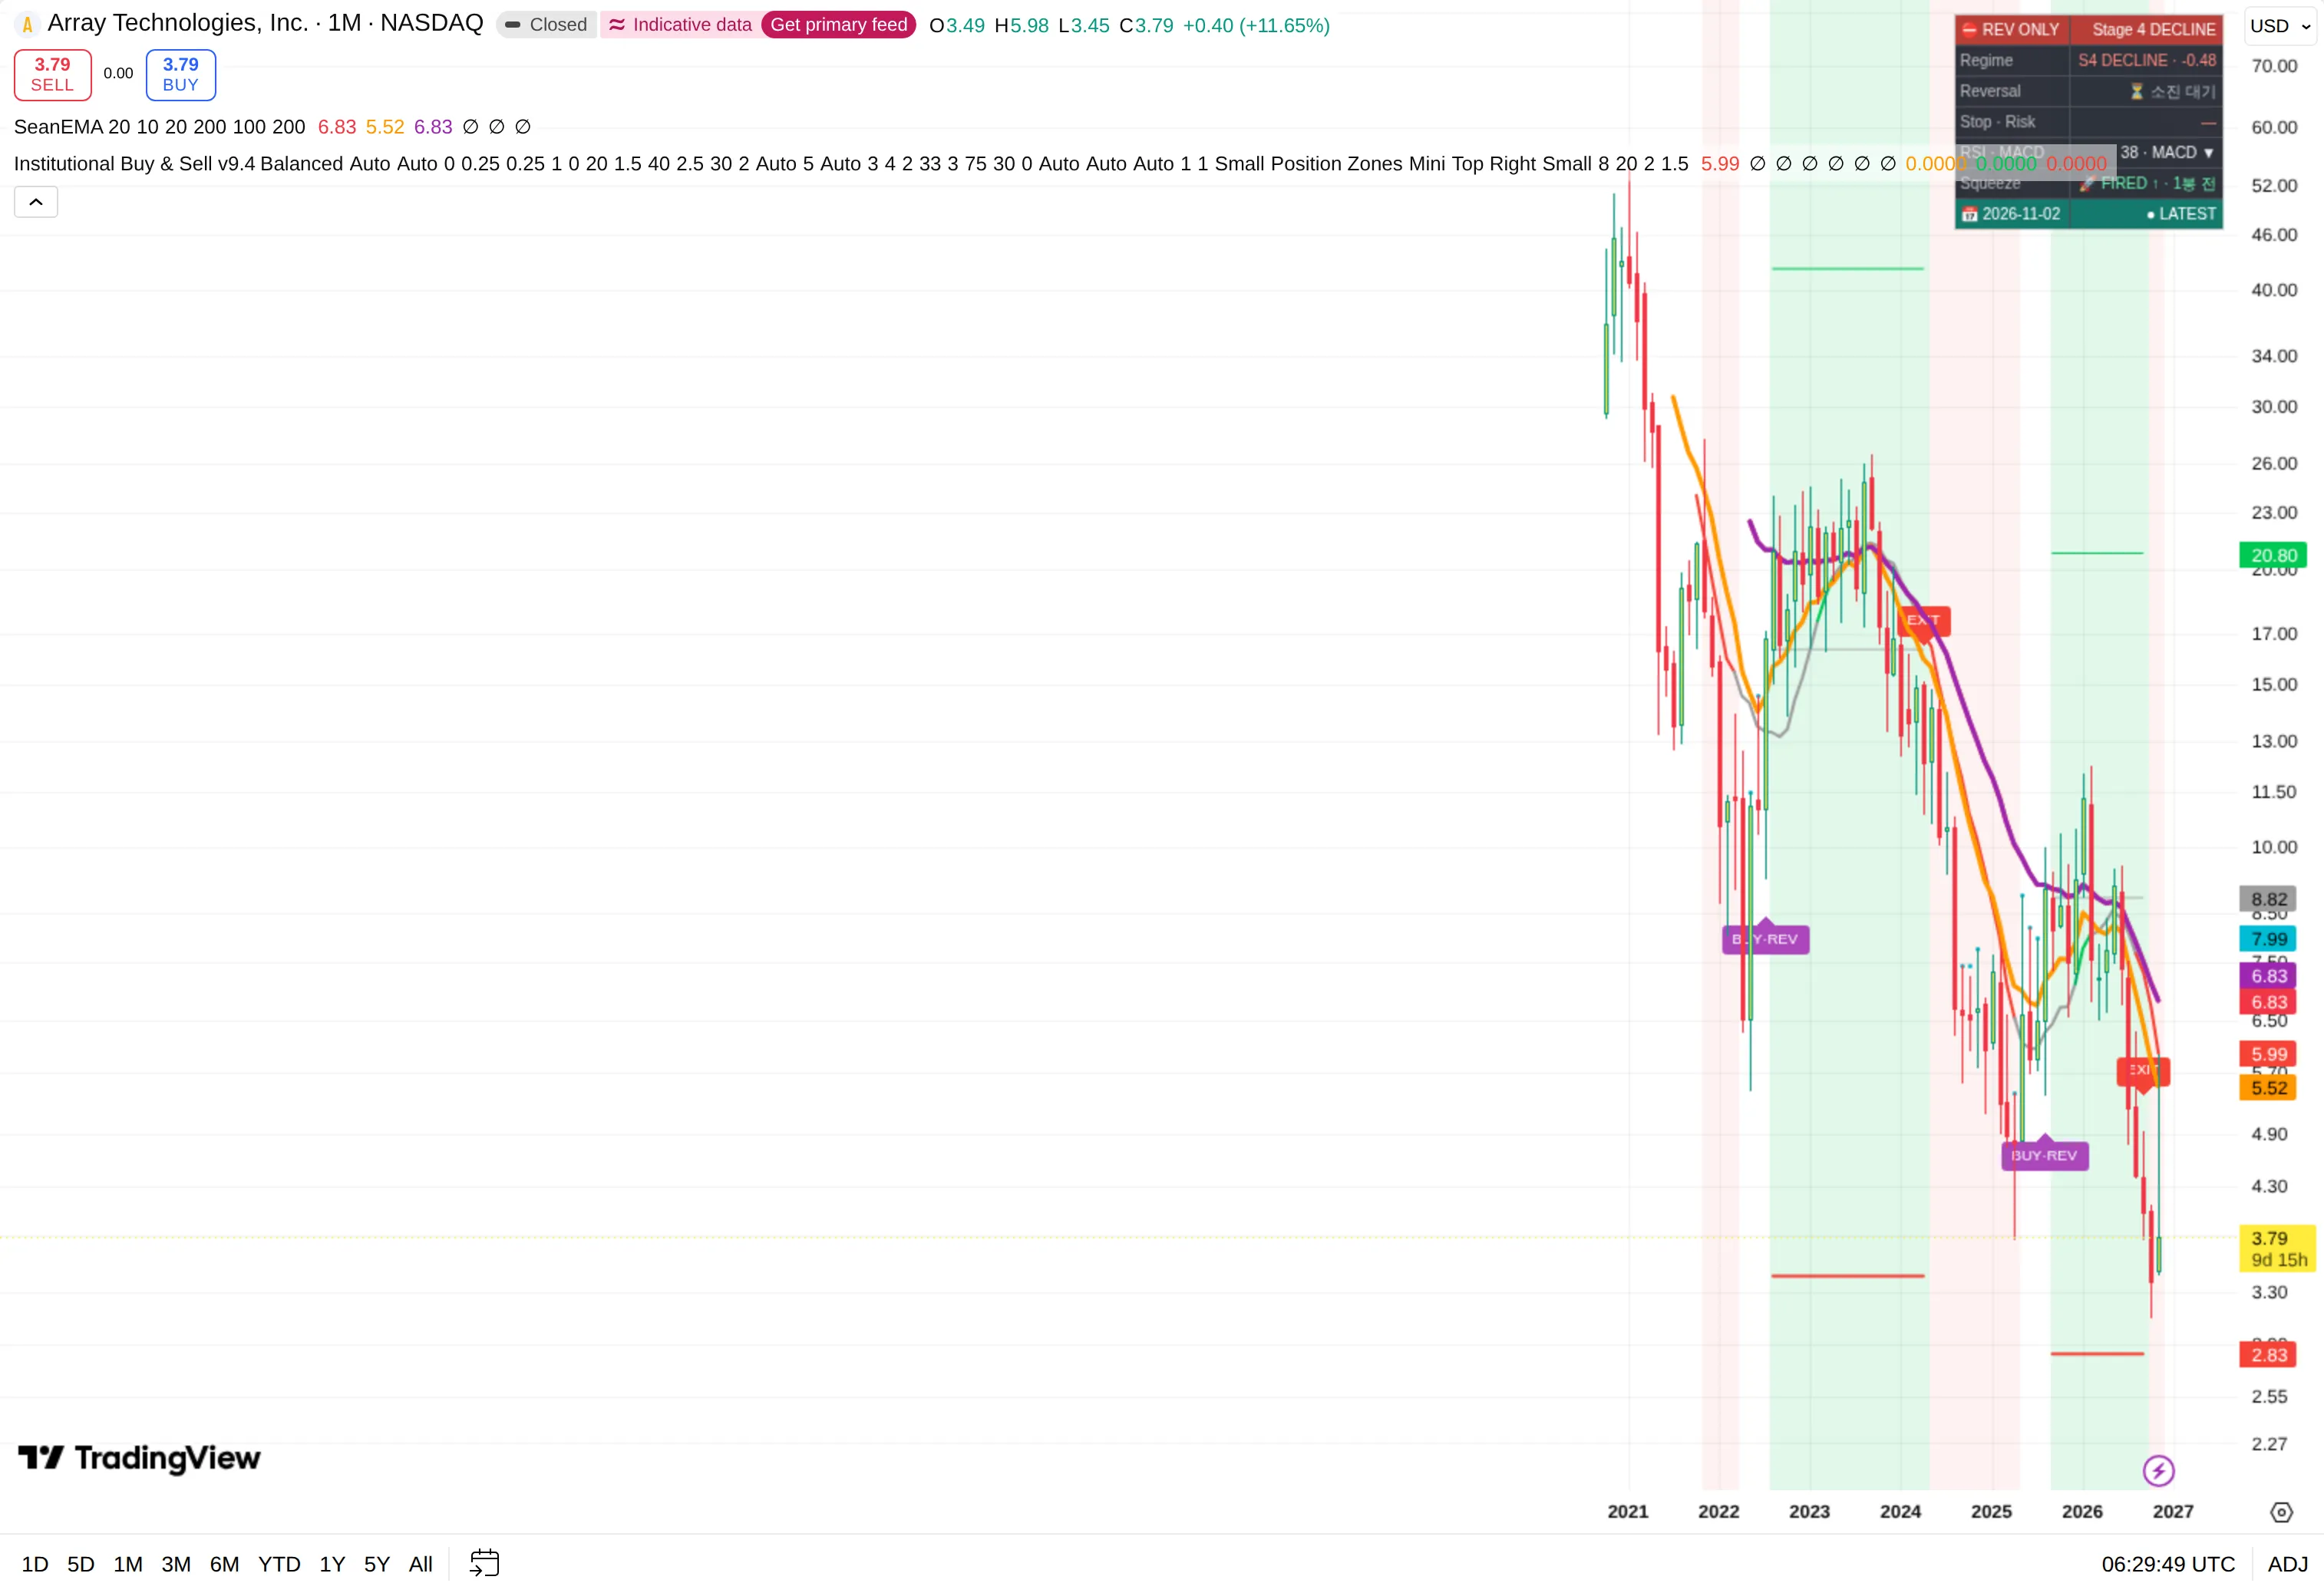 Array Technologies, Inc. · 1M · NASDAQ Closed Indicative data Get primary feed O3.49 H5.98 L3.45 C3.79 +0.40 (+11.65%)
3.79 SELL 0.00 3.79 BUY
SeanEMA 20 10 20 200 100 200 6.83 5.52 6.83 ∅ ∅ ∅
Institutional Buy & Sell v9.4 Balanced Auto Auto 0 0.25 0.25 1 0 20 1.5 40 2.5 30 2 Auto 5 Auto 3 4 2 33 3 75 30 0 Auto Auto Auto 1 1 Small Position Zones Mini Top Right Small 8 20 2 1.5 5.99 ∅ ∅ ∅ ∅ ∅ ∅ 0.0000 0.0000 0.0000
REV ONLY Stage 4 DECLINE
Regime S4 DECLINE · -0.48
Reversal ⏳ 소진 대기
Stop · Risk —
RSI · MACD 38 · MACD ▼
Squeeze 🚀 FIRED ↑ · 1봉 전
📅 2026-11-02 ● LATEST
USD
70.00
60.00
52.00
46.00
40.00
34.00
30.00
26.00
23.00
20.80
20.00
17.00
15.00
13.00
11.50
10.00
8.82
8.50
7.99
7.50
6.83
6.83
6.50
5.99
5.70
5.52
4.90
4.30
3.79
9d 15h
3.30
2.83
2.55
2.27
EXIT
BUY-REV
EXIT
BUY-REV
TradingView
2021 2022 2023 2024 2025 2026 2027
1D 5D 1M 3M 6M YTD 1Y 5Y All
06:29:49 UTC ADJ